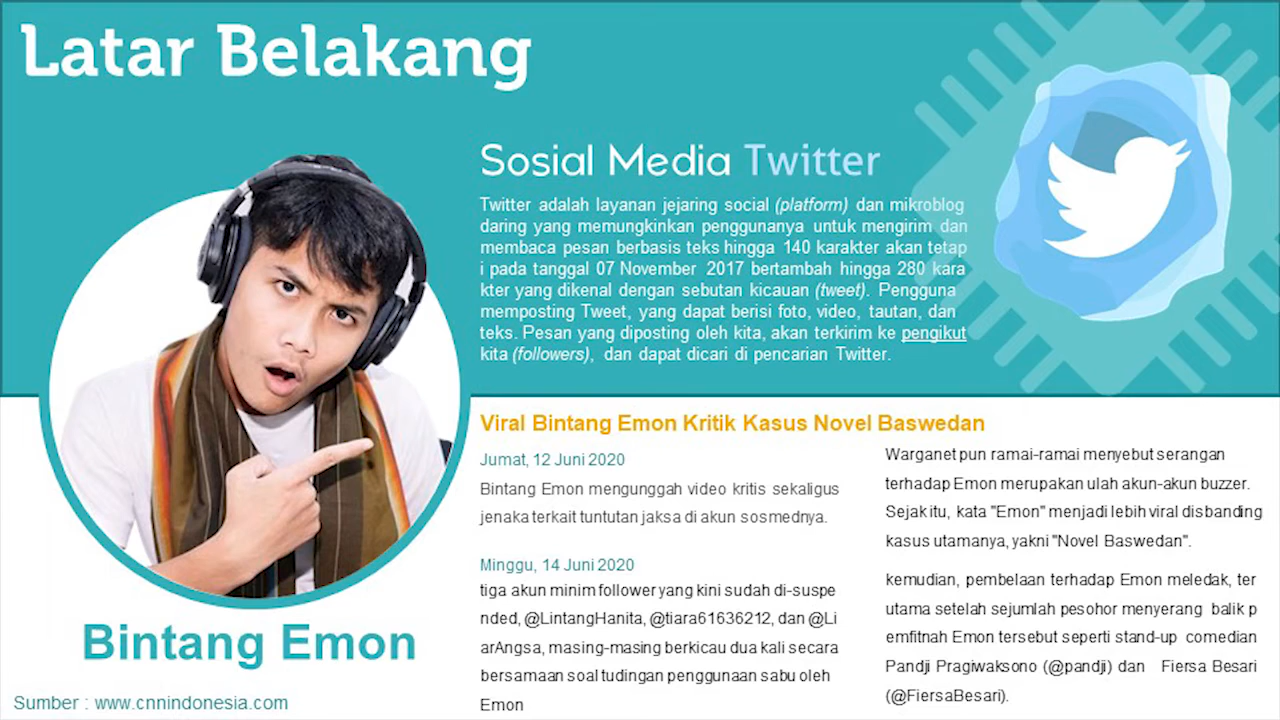 Latar Belakang
Sosial Media Twitter
Twitter adalah layanan jejaring social (platform) dan mikroblog
daring yang memungkinkan penggunanya untuk mengirim dan
membaca pesan berbasis teks hingga 140 karakter akan tetap
i pada tanggal 07 November 2017 bertambah hingga 280 kara
kter yang dikenal dengan sebutan kicauan (tweet). Pengguna
memposting Tweet, yang dapat berisi foto, video, tautan, dan
teks. Pesan yang diposting oleh kita, akan terkirim ke pengikut
kita (followers), dan dapat dicari di pencarian Twitter.
Viral Bintang Emon Kritik Kasus Novel Baswedan
Jumat, 12 Juni 2020
Bintang Emon mengunggah video kritis sekaligus
jenaka terkait tuntutan jaksa di akun sosmednya.
Minggu, 14 Juni 2020
tiga akun minim follower yang kini sudah di-suspe
nded, @LintangHanita, @tiara61636212, dan @Li
arAngsa, masing-masing berkicau dua kali secara
bersamaan soal tudingan penggunaan sabu oleh
Emon
Warganet pun ramai-ramai menyebut serangan
terhadap Emon merupakan ulah akun-akun buzzer.
Sejak itu, kata "Emon" menjadi lebih viral disbanding
kasus utamanya, yakni "Novel Baswedan".
kemudian, pembelaan terhadap Emon meledak, ter
utama setelah sejumlah pesohor menyerang balik p
emfitnah Emon tersebut seperti stand-up comedian
Pandji Pragiwaksono (@pandji) dan Fiersa Besari
(@FiersaBesari).
Bintang Emon
Sumber : www.cnnindonesia.com